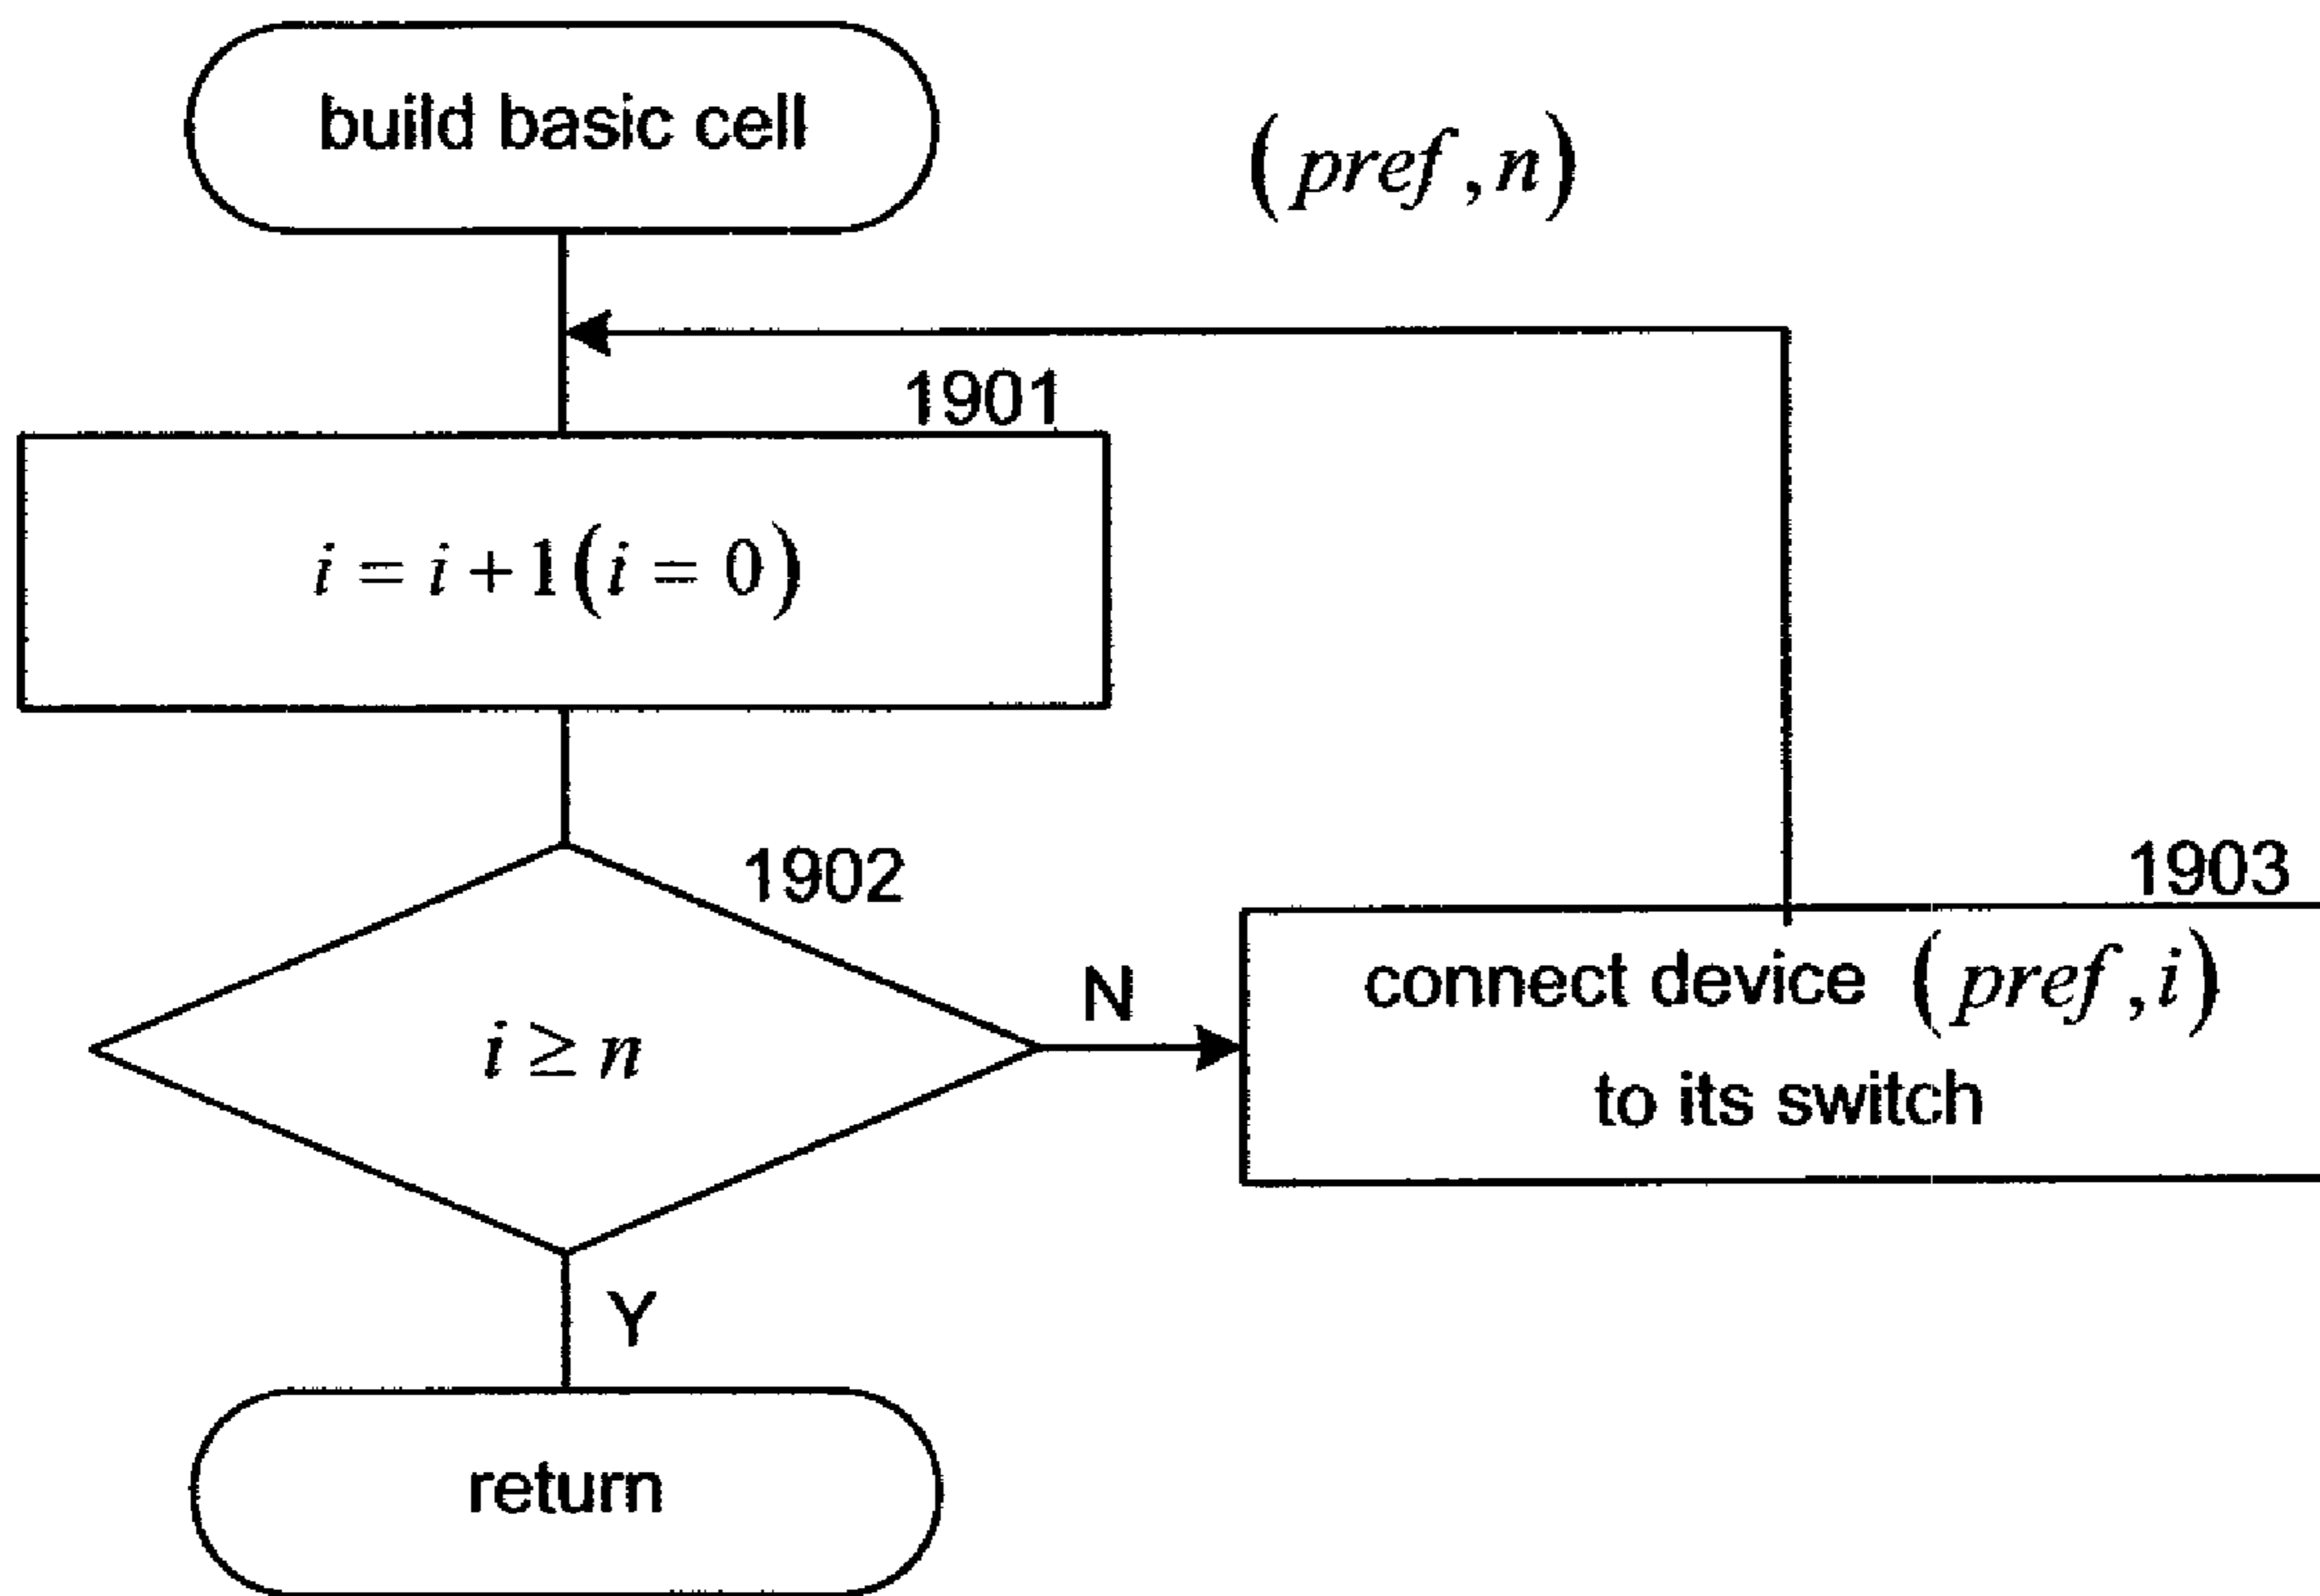 build basic cell
(pref, n)
1901
i = i + 1(i = 0)
1902
i ≥ n
N
1903
connect device (pref, i)
to its switch
Y
return